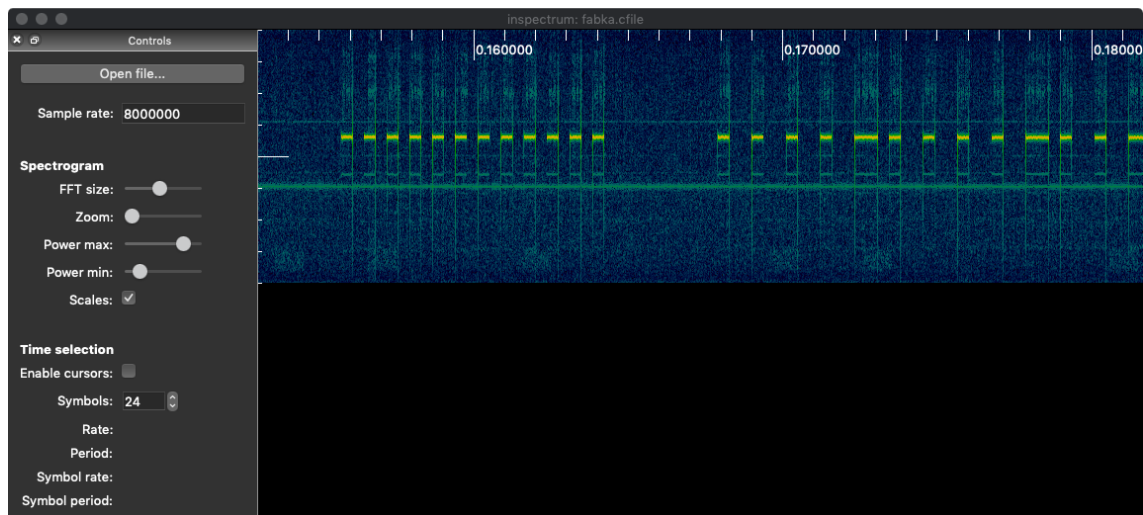 inspectrum: fabka.cfile
Controls
Open file...
Sample rate: 8000000
Spectrogram
FFT size:
Zoom:
Power max:
Power min:
Scales:
Time selection
Enable cursors:
Symbols: 24
Rate:
Period:
Symbol rate:
Symbol period:
0.160000
0.170000
0.180000